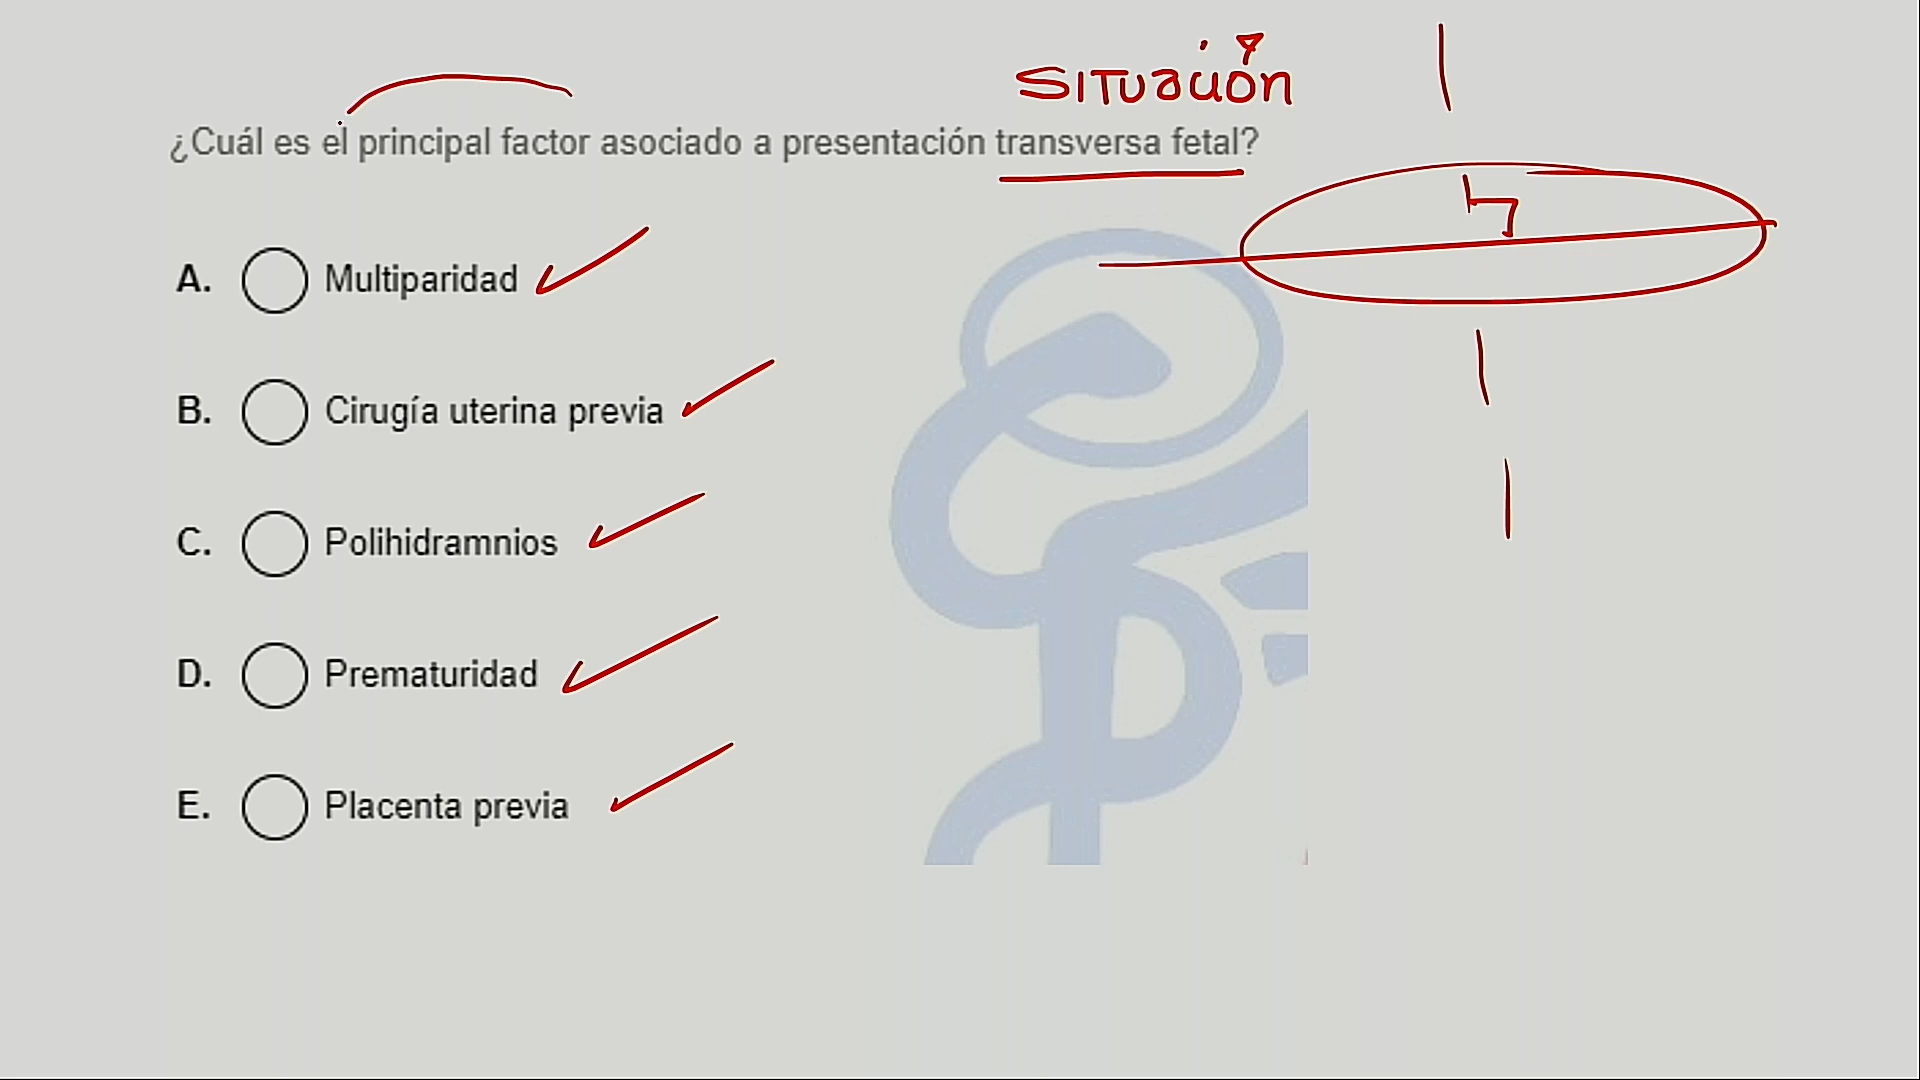 SITUACIÓN
¿Cuál es el principal factor asociado a presentación transversa fetal?
A. Multiparidad
B. Cirugía uterina previa
C. Polihidramnios
D. Prematuridad
E. Placenta previa